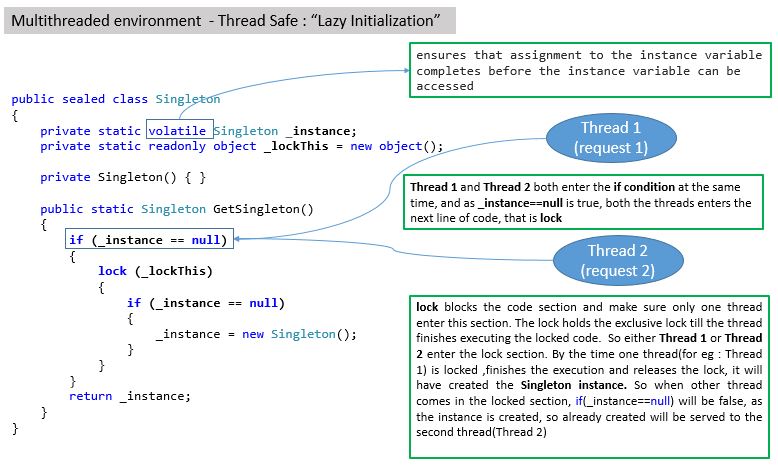 Multithreaded environment  - Thread Safe : “Lazy Initialization”
ensures that assignment to the instance variable
completes before the instance variable can be
accessed
public sealed class Singleton
{
    private static volatile Singleton _instance;
    private static readonly object _lockThis = new object();
    private Singleton() { }
    public static Singleton GetSingleton()
    {
        if (_instance == null)
        {
            lock (_lockThis)
            {
                if (_instance == null)
                {
                    _instance = new Singleton();
                }
            }
        }
        return _instance;
    }
}
Thread 1
(request 1)
Thread 1 and Thread 2 both enter the if condition at the same
time, and as _instance==null is true, both the threads enters the
next line of code, that is lock
Thread 2
(request 2)
lock blocks the code section and make sure only one thread
enter this section. The lock holds the exclusive lock till the thread
finishes executing the locked code.  So either Thread 1 or Thread
2 enter the lock section. By the time one thread(for eg : Thread
1) is locked ,finishes the execution and releases the lock, it will
have created the Singleton instance. So when other thread
comes in the locked section, if(_instance==null) will be false, as
the instance is created, so already created will be served to the
second thread(Thread 2)